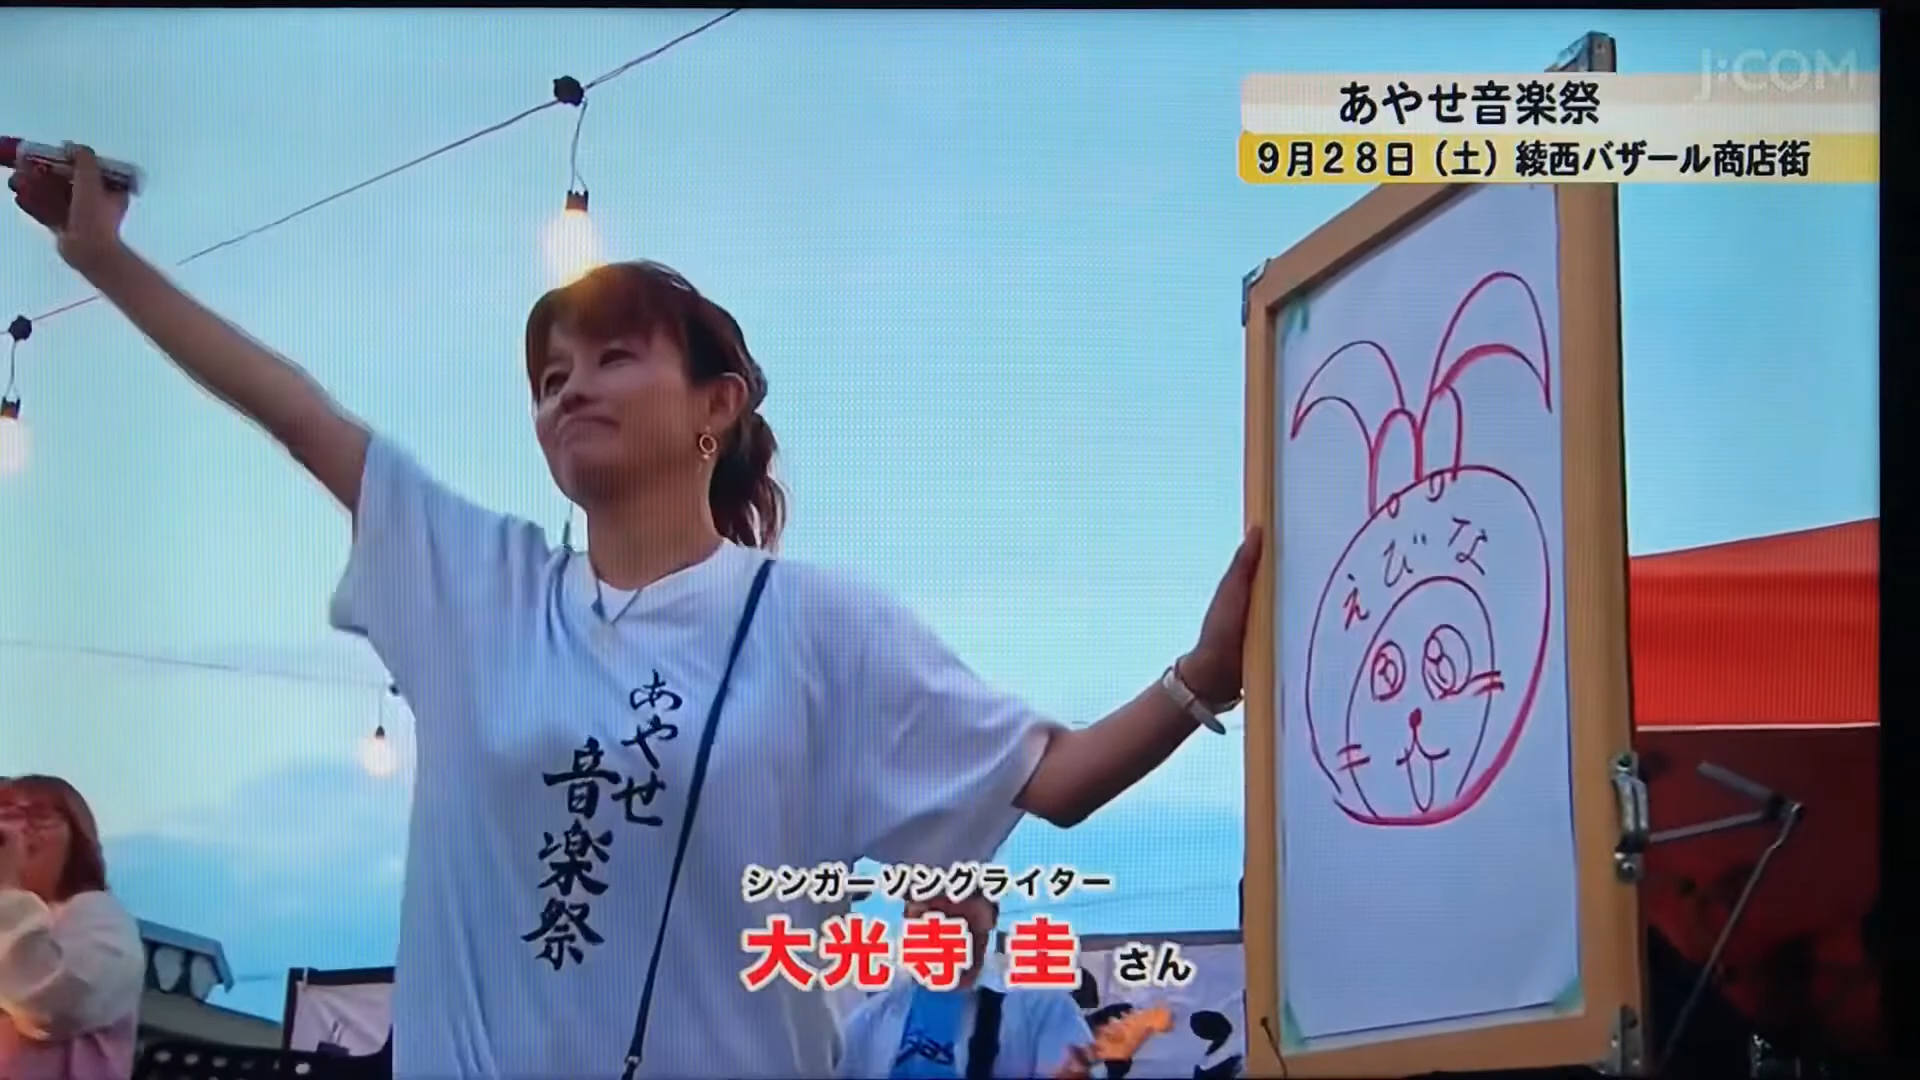 J:COM
あやせ音楽祭
9月28日（土）綾西バザール商店街
えびな
あやせ
音楽祭
シンガーソングライター
大光寺 圭 さん